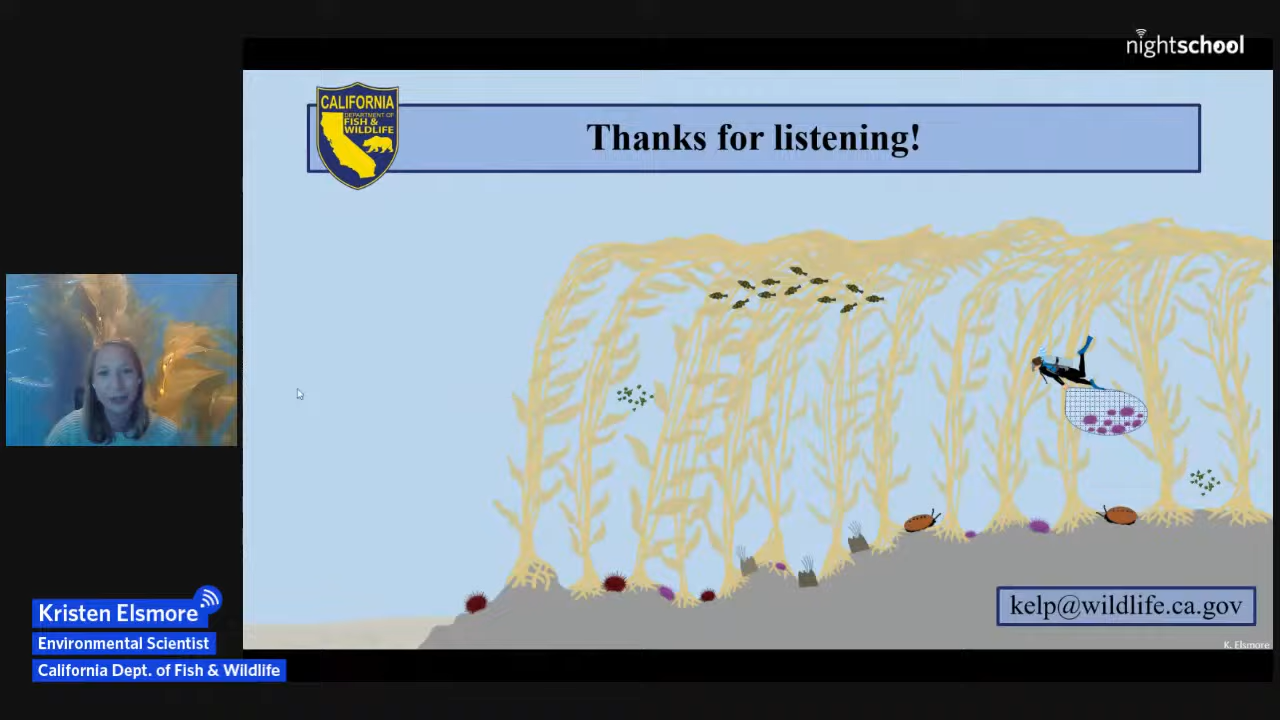 nightschool
CALIFORNIA
DEPARTMENT OF
FISH &
WILDLIFE
Thanks for listening!
kelp@wildlife.ca.gov
K. Elsmore
Kristen Elsmore
Environmental Scientist
California Dept. of Fish & Wildlife